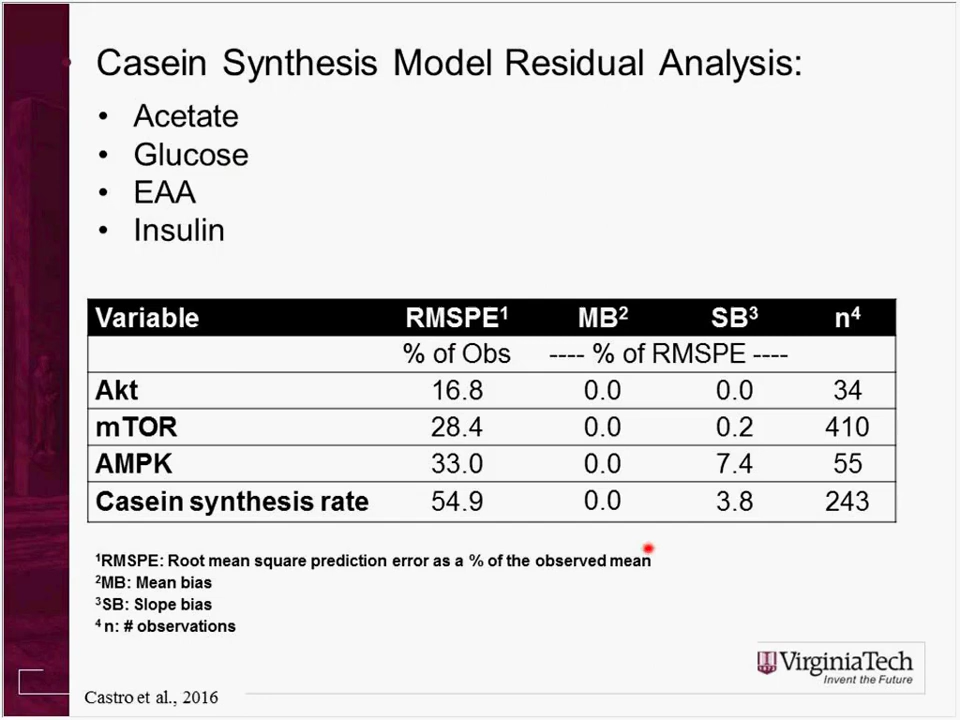 Casein Synthesis Model Residual Analysis:
• Acetate
• Glucose
• EAA
• Insulin
Variable RMSPE¹ MB² SB³ n⁴
% of Obs ---- % of RMSPE ----
Akt 16.8 0.0 0.0 34
mTOR 28.4 0.0 0.2 410
AMPK 33.0 0.0 7.4 55
Casein synthesis rate 54.9 0.0 3.8 243
¹RMSPE: Root mean square prediction error as a % of the observed mean
²MB: Mean bias
³SB: Slope bias
⁴ n: # observations
VirginiaTech
Invent the Future
Castro et al., 2016